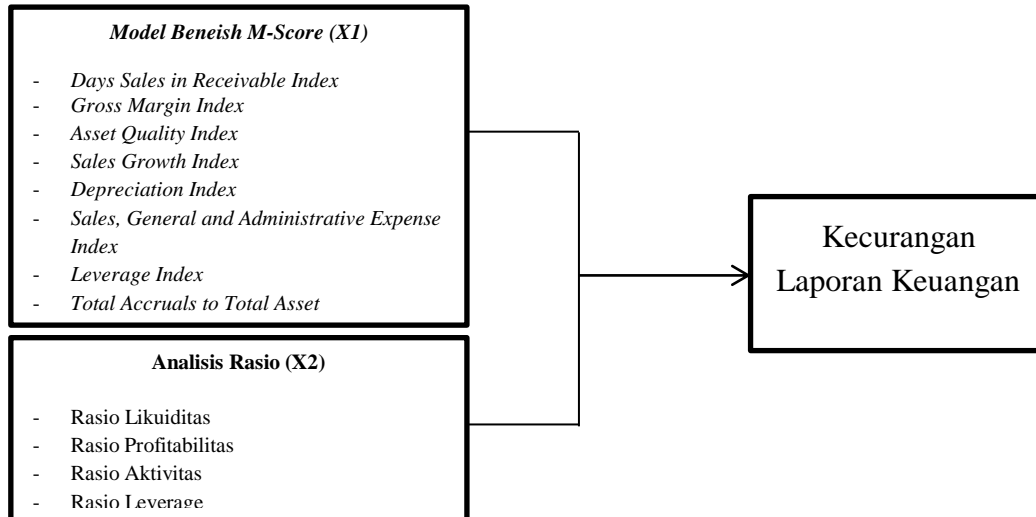 Model Beneish M-Score (X1)
- Days Sales in Receivable Index
- Gross Margin Index
- Asset Quality Index
- Sales Growth Index
- Depreciation Index
- Sales, General and Administrative Expense
Index
- Leverage Index
- Total Accruals to Total Asset
Analisis Rasio (X2)
- Rasio Likuiditas
- Rasio Profitabilitas
- Rasio Aktivitas
- Rasio Leverage
Kecurangan
Laporan Keuangan